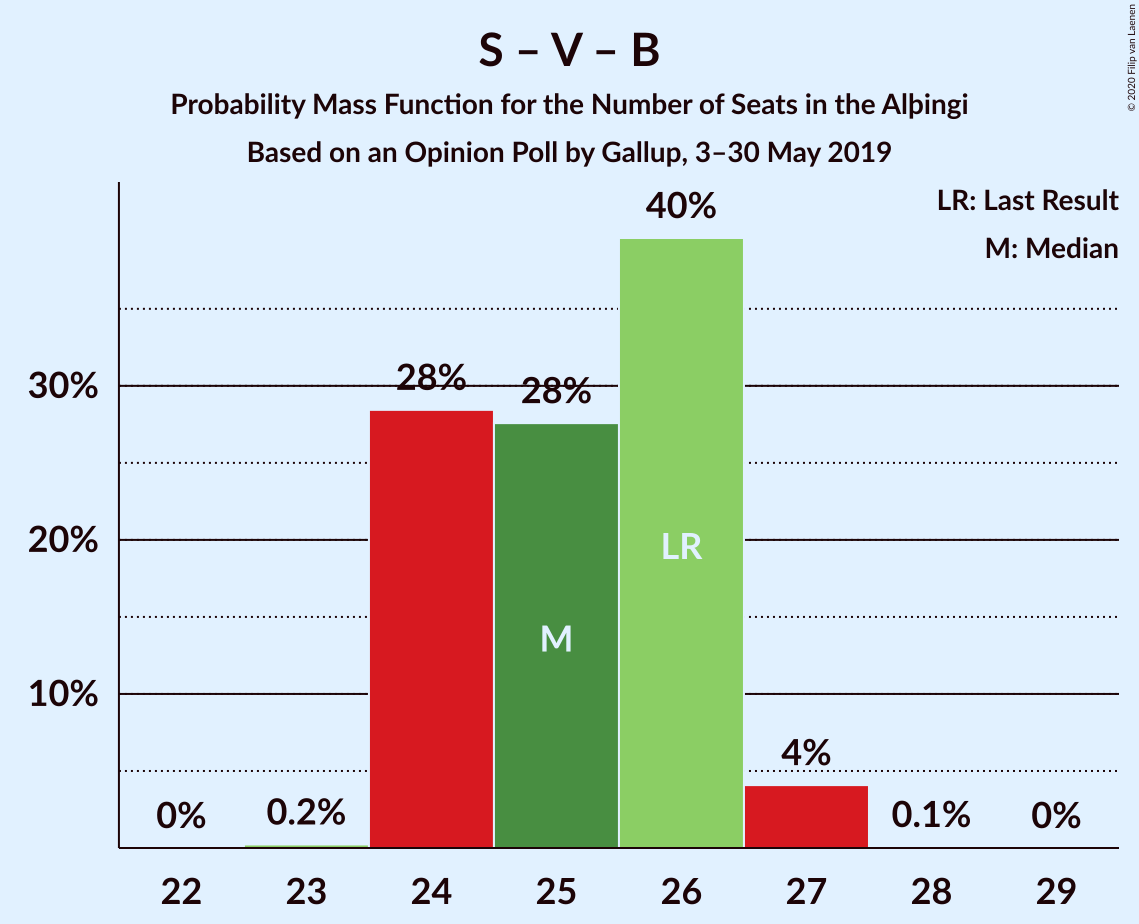 S – V – B
Probability Mass Function for the Number of Seats in the Alþingi
Based on an Opinion Poll by Gallup, 3–30 May 2019
© 2020 Filip van Laenen
LR: Last Result
M: Median
40%
28%
28%
30%
20%
LR
M
10%
4%
0%
0.2%
0.1%
0%
22 23 24 25 26 27 28 29